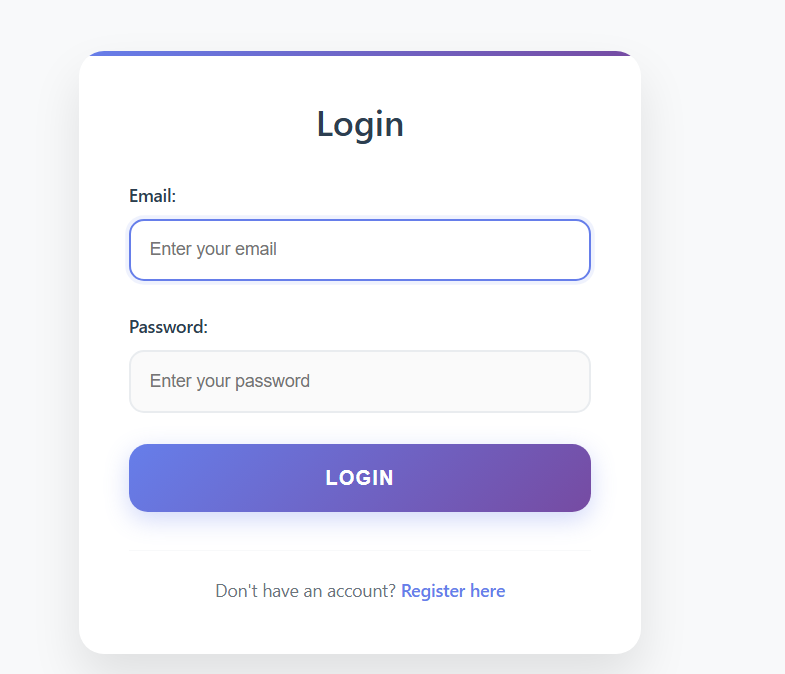 Login
Email:
Enter your email
Password:
Enter your password
LOGIN
Don't have an account? Register here